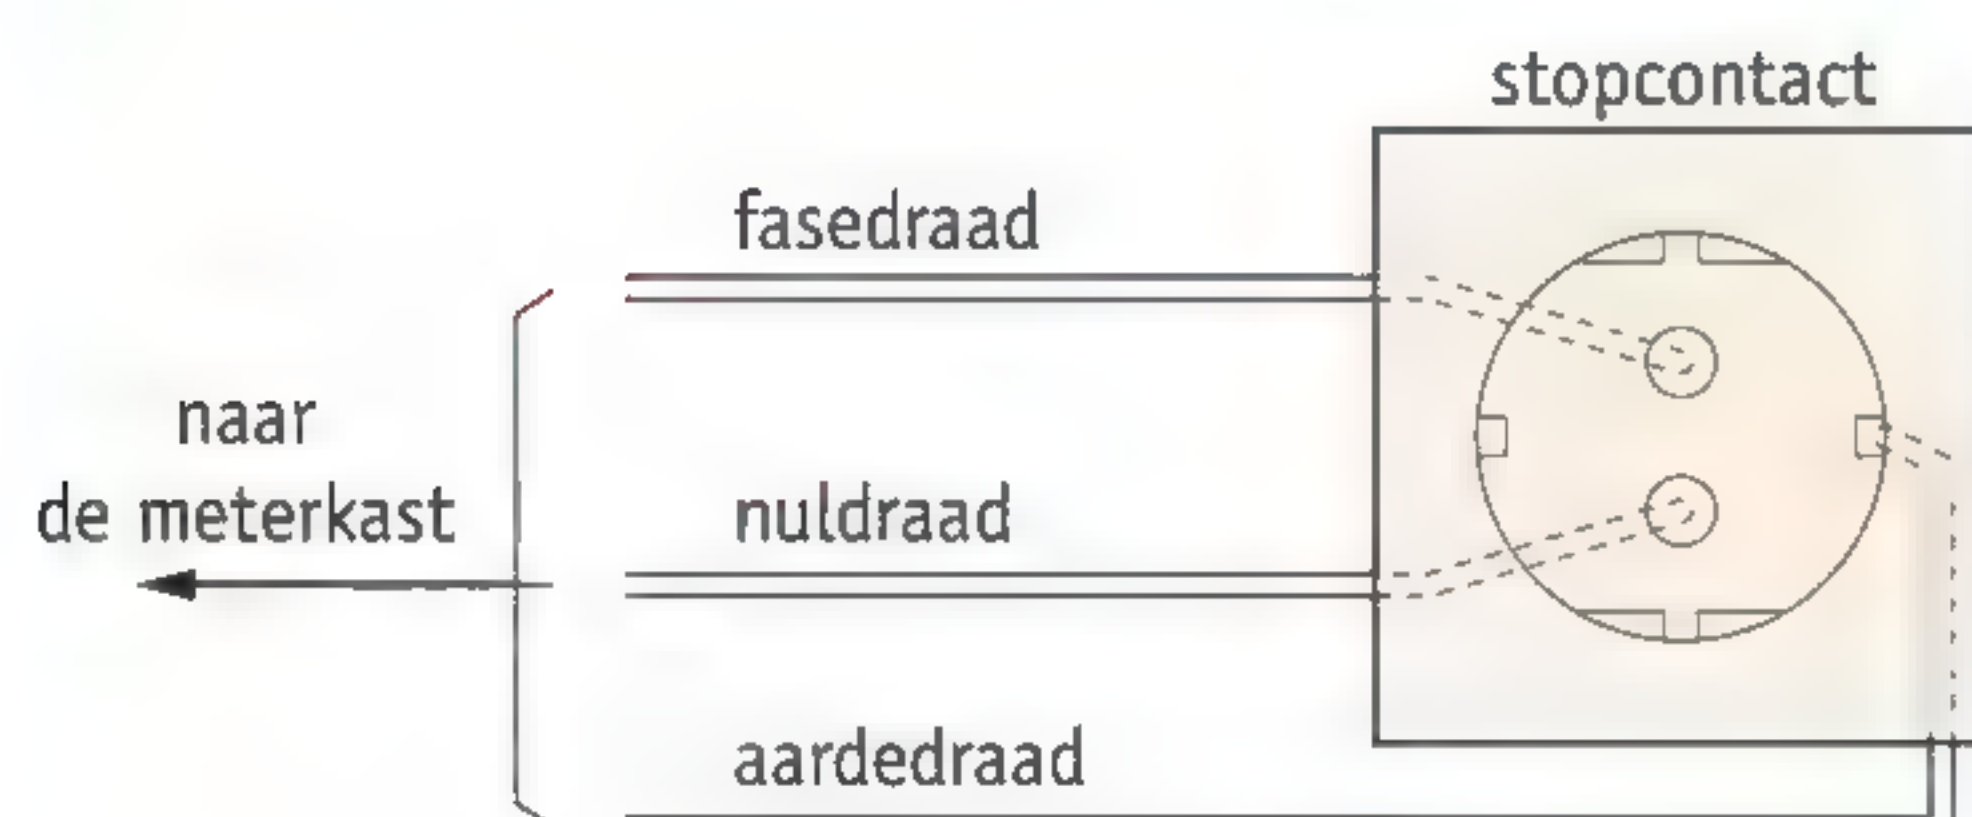 stopcontact
fasedraad
naar
de meterkast
nuldraad
aardedraad